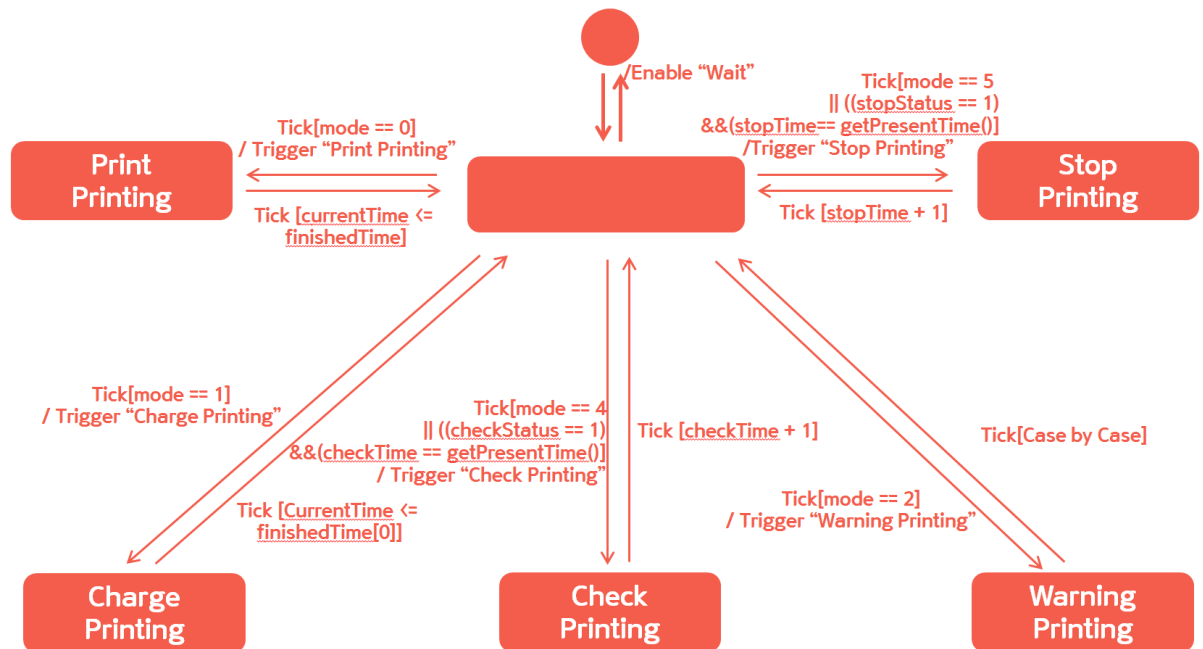 /Enable “Wait”
Tick[mode == 0]
/ Trigger “Print Printing”
Print
Printing
Tick [currentTime <=
finishedTime]
Tick[mode == 5
|| ((stopStatus == 1)
&&(stopTime== getPresentTime()]
/Trigger “Stop Printing”
Stop
Printing
Tick [stopTime + 1]
Tick[mode == 1]
/ Trigger “Charge Printing”
Tick [CurrentTime <=
finishedTime[0]]
Tick[mode == 4
|| ((checkStatus == 1)
&&(checkTime == getPresentTime()]
/ Trigger “Check Printing”
Tick [checkTime + 1]
Tick[Case by Case]
Tick[mode == 2]
/ Trigger “Warning Printing”
Charge
Printing
Check
Printing
Warning
Printing